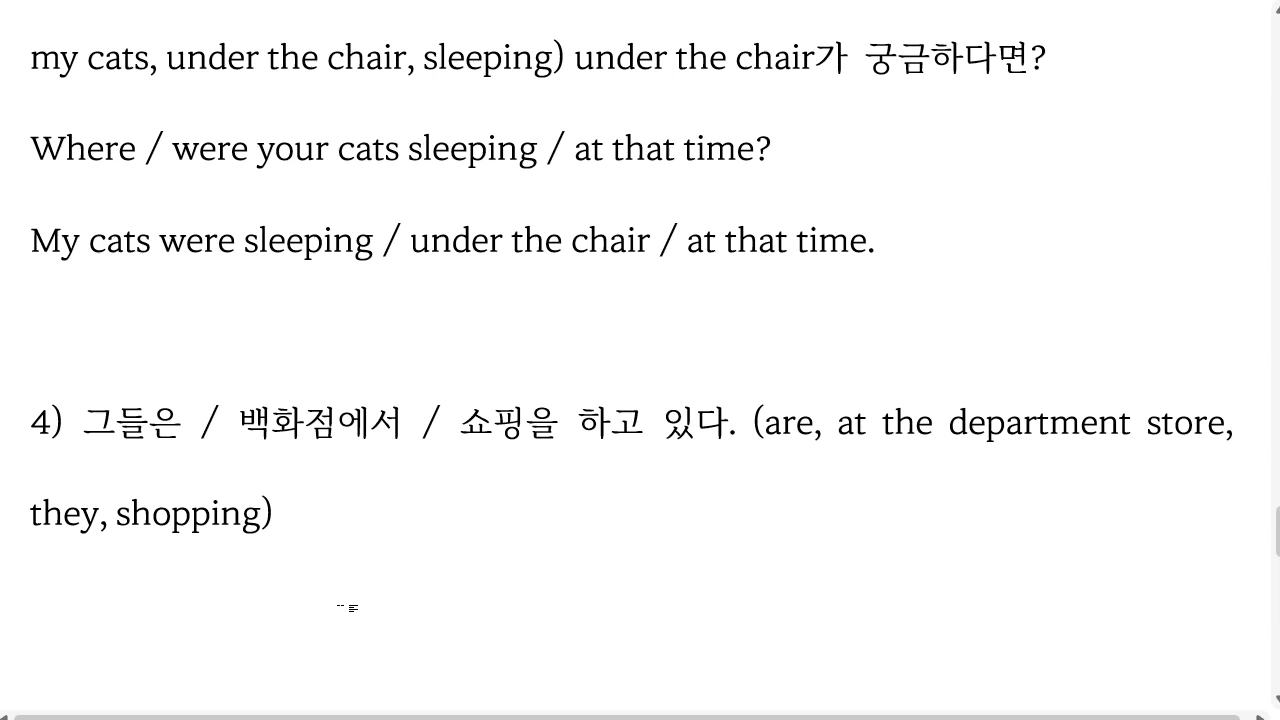 my cats, under the chair, sleeping) under the chair가 궁금하다면?
Where / were your cats sleeping / at that time?
My cats were sleeping / under the chair / at that time.
4) 그들은 / 백화점에서 / 쇼핑을 하고 있다. (are, at the department store,
they, shopping)